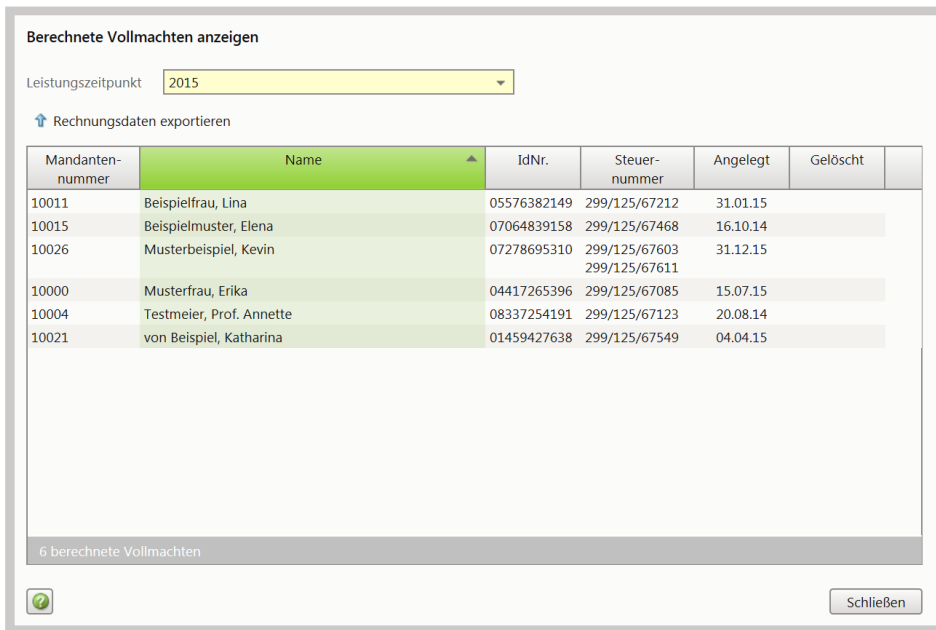 Berechnete Vollmachten anzeigen
Leistungszeitpunkt 2015
Rechnungsdaten exportieren
Mandanten-nummer Name IdNr. Steuer-nummer Angelegt Gelöscht
10011 Beispielfrau, Lina 05576382149 299/125/67212 31.01.15
10015 Beispielmuster, Elena 07064839158 299/125/67468 16.10.14
10026 Musterbeispiel, Kevin 07278695310 299/125/67603 31.12.15
299/125/67611
10000 Musterfrau, Erika 04417265396 299/125/67085 15.07.15
10004 Testmeier, Prof. Annette 08337254191 299/125/67123 20.08.14
10021 von Beispiel, Katharina 01459427638 299/125/67549 04.04.15
6 berechnete Vollmachten
Schließen